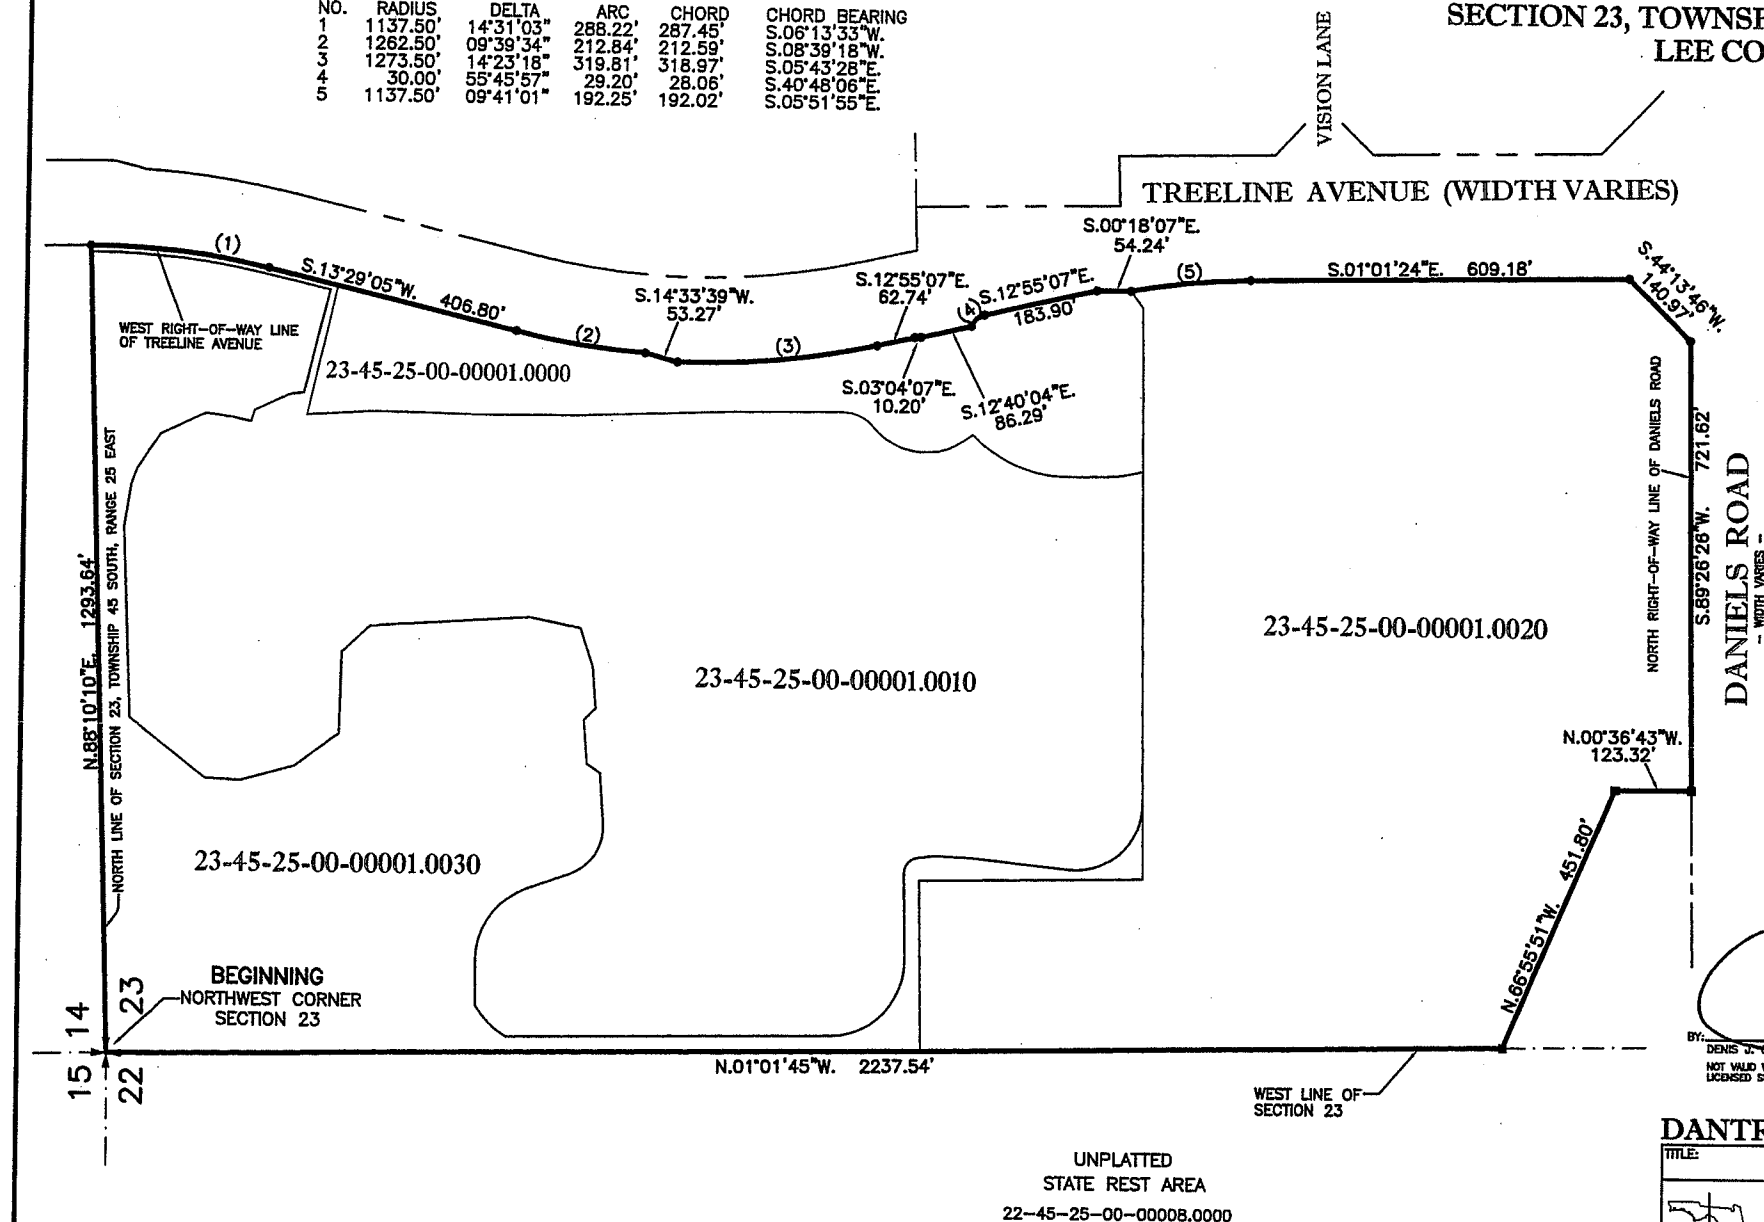 NO. RADIUS DELTA ARC CHORD CHORD BEARING
1 1137.50' 14°31'03" 288.22' 287.45' S.06°13'33"W.
2 1262.50' 09°39'34" 212.84' 212.59' S.08°39'18"W.
3 1273.50' 14°23'18" 319.81' 318.97' S.05°43'28"E.
4 30.00' 55°45'57" 29.20' 28.06' S.40°48'06"E.
5 1137.50' 09°41'01" 192.25' 192.02' S.05°51'55"E.
SECTION 23,
LEE
VISION LANE
TREELINE AVENUE (WIDTH VARIES)
S.00°18'07"E.
54.24'
(1)
S.13°29'05"W. 406.80'
WEST RIGHT-OF-WAY LINE
OF TREELINE AVENUE
(2)
S.14°33'39"W.
53.27'
(3)
S.12°55'07"E.
62.74'
S.03°04'07"E.
10.20'
(4)
S.12°55'07"E.
183.90'
S.12°40'04"E.
86.29'
(5)
S.01°01'24"E. 609.18'
S.44°13'46"W.
140.97'
NORTH RIGHT-OF-WAY LINE OF DANIELS ROAD
S.89°26'26"W. 721.62'
DANIELS ROAD
- WIDTH VARIES -
23-45-25-00-00001.0000
N.88°10'10"E. 1293.64'
NORTH LINE OF SECTION 23, TOWNSHIP 45 SOUTH, RANGE 25 EAST
23-45-25-00-00001.0010
23-45-25-00-00001.0020
N.00°36'43"W.
123.32'
N.66°55'51"W. 451.80'
23-45-25-00-00001.0030
BEGINNING
NORTHWEST CORNER
SECTION 23
14
23
15
22
N.01°01'45"W. 2237.54'
WEST LINE OF
SECTION 23
BY:
DENIS J.
NOT VALID
LICENSED
UNPLATTED
STATE REST AREA
22-45-25-00-00008.0000
TITLE: